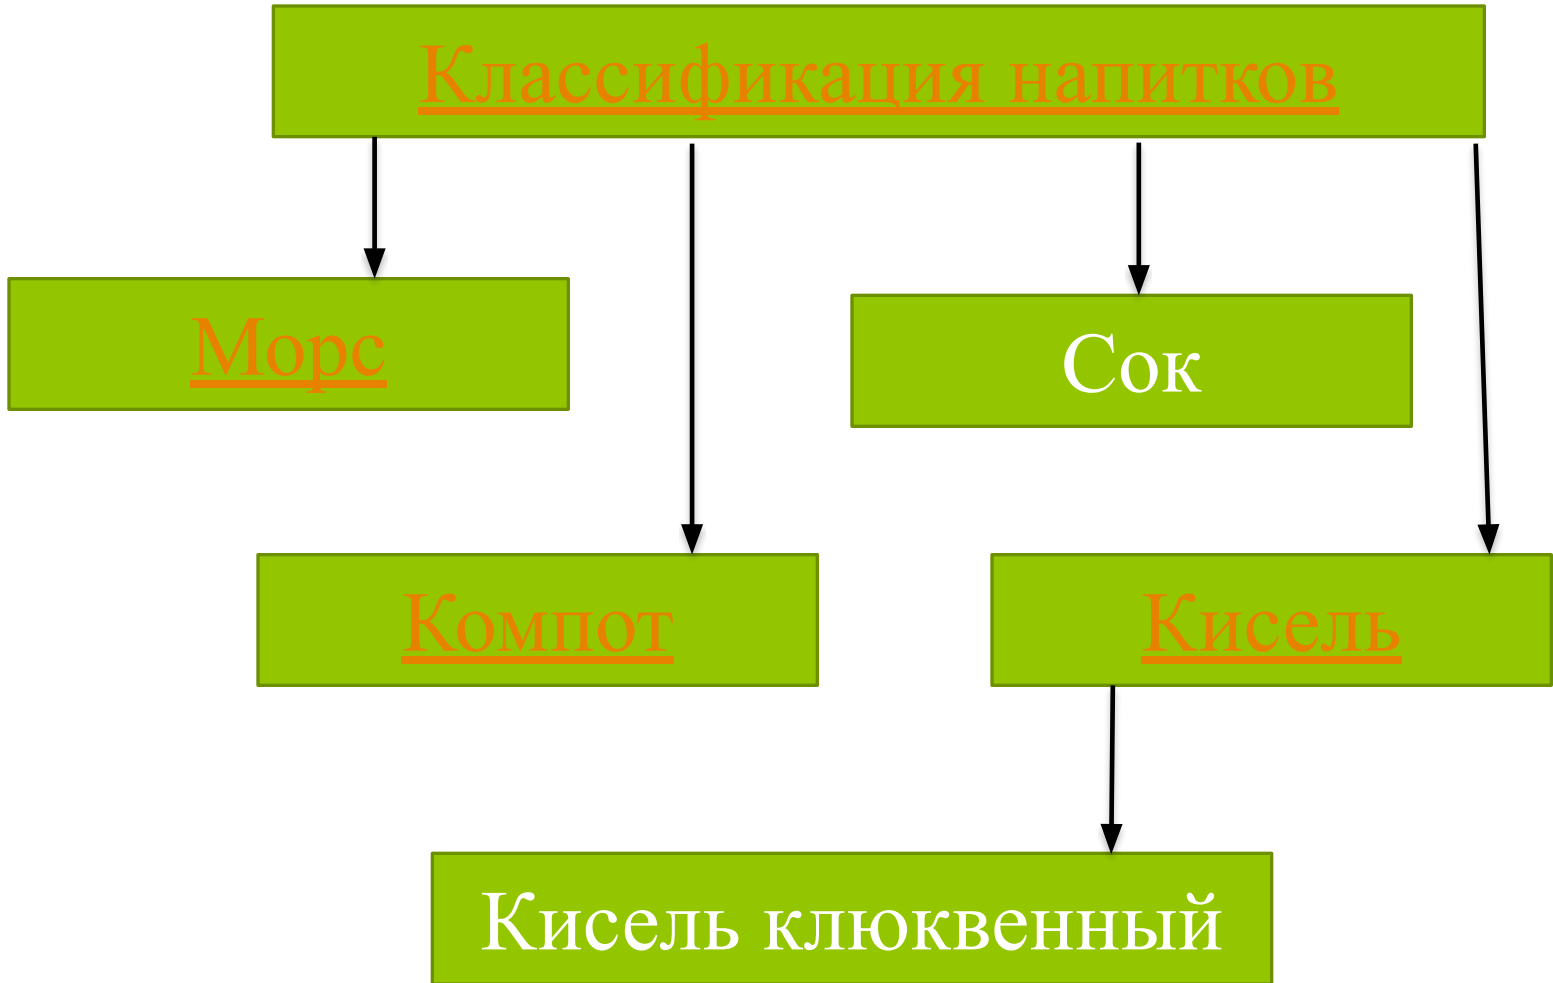 Классификация напитков
Морс
Сок
Компот
Кисель
Кисель клюквенный